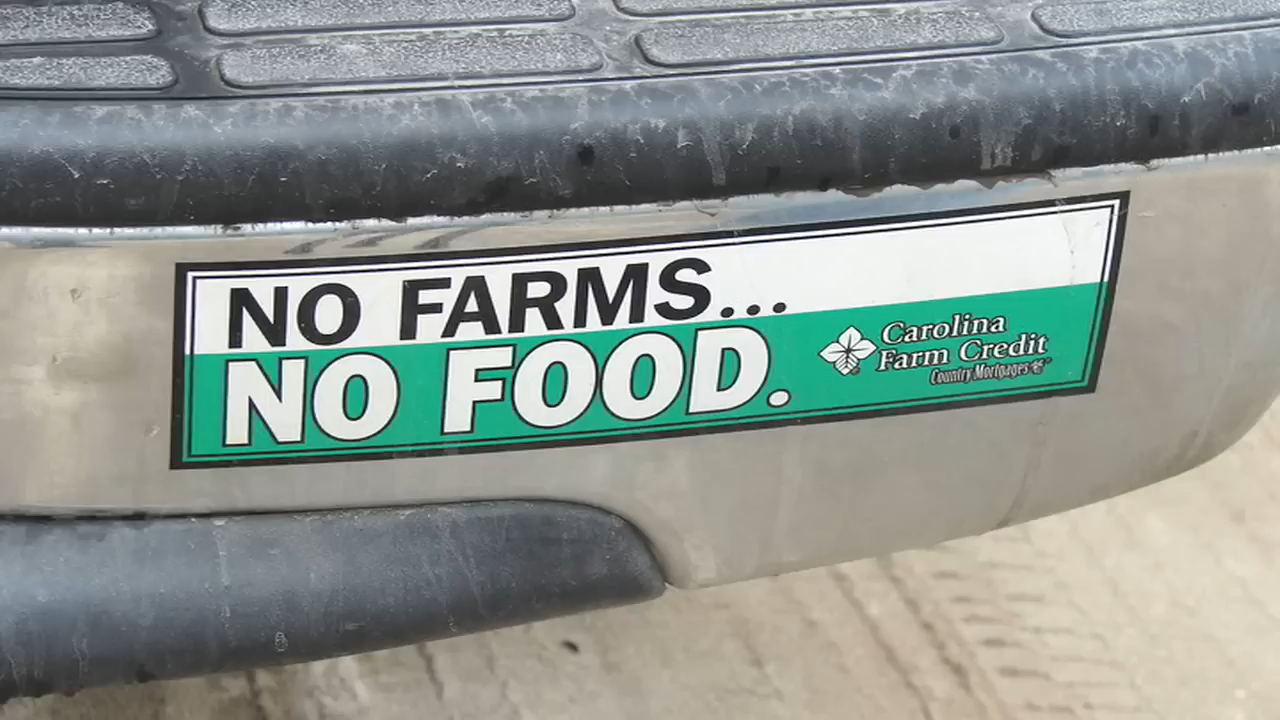 NO FARMS...
NO FOOD.
Carolina
Farm Credit
Country Mortgages